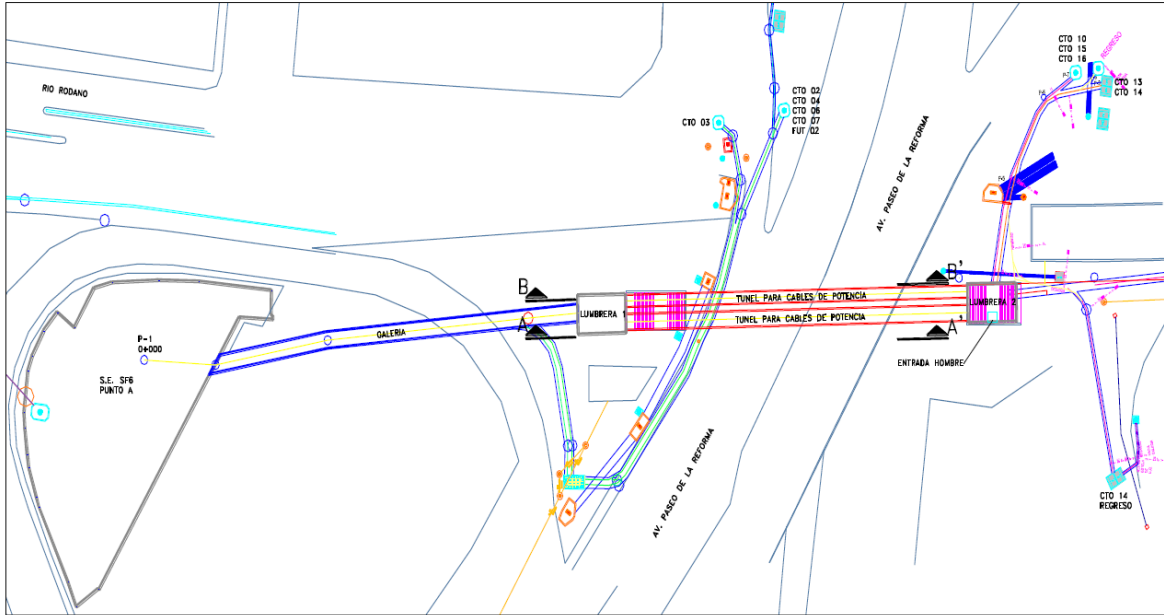 CTO 10
CTO 15
CTO 16
REGRESO
CTO 13
CTO 14
RIO RODANO
CTO 02
CTO 04
CTO 06
CTO 07
FUT 02
CTO 03
AV. PASEO DE LA REFORMA
B
B'
TUNEL PARA CABLES DE POTENCIA
LUMBRERA 1
LUMBRERA 2
TUNEL PARA CABLES DE POTENCIA
GALERIA
A
A'
P-1
0+000
ENTRADA HOMBRE
S.E. SF6
PUNTO A
AV. PASEO DE LA REFORMA
CTO 14
REGRESO